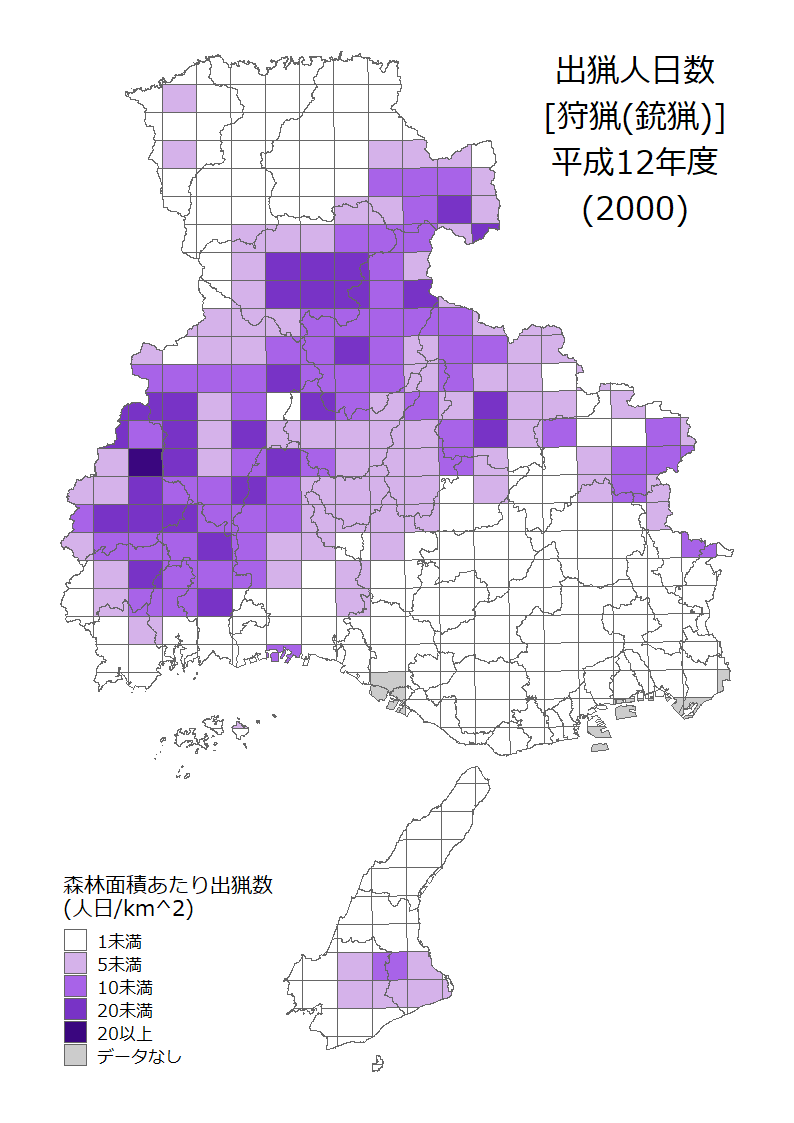 出猟人日数
[狩猟(銃猟)]
平成12年度
(2000)
森林面積あたり出猟数
(人日/km^2)
1未満
5未満
10未満
20未満
20以上
データなし